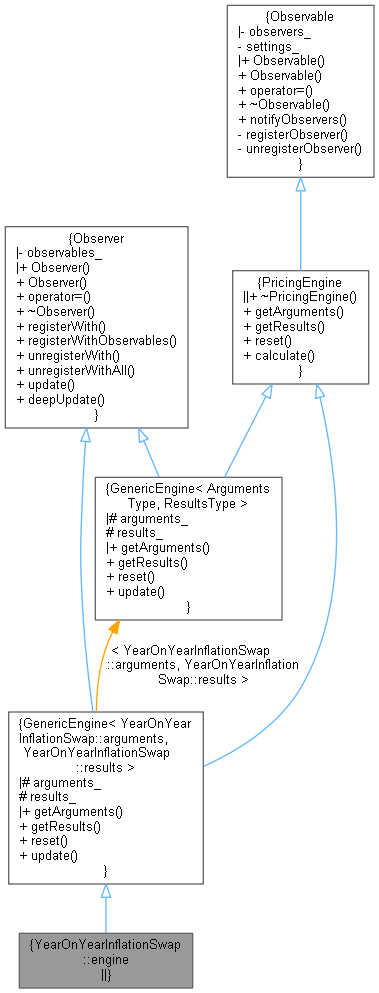 {Observable
|- observers_
- settings_
|+ Observable()
+ Observable()
+ operator=()
+ ~Observable()
+ notifyObservers()
- registerObserver()
- unregisterObserver()
}
{Observer
|- observables_
|+ Observer()
+ Observer()
+ operator=()
+ ~Observer()
+ registerWith()
+ registerWithObservables()
+ unregisterWith()
+ unregisterWithAll()
+ update()
+ deepUpdate()
}
{PricingEngine
||+ ~PricingEngine()
+ getArguments()
+ getResults()
+ reset()
+ calculate()
}
{GenericEngine< Arguments
Type, ResultsType >
|# arguments_
# results_
|+ getArguments()
+ getResults()
+ reset()
+ update()
}
< YearOnYearInflationSwap
::arguments, YearOnYearInflation
Swap::results >
{GenericEngine< YearOnYear
InflationSwap::arguments,
YearOnYearInflationSwap
::results >
|# arguments_
# results_
|+ getArguments()
+ getResults()
+ reset()
+ update()
}
{YearOnYearInflationSwap
::engine
||}